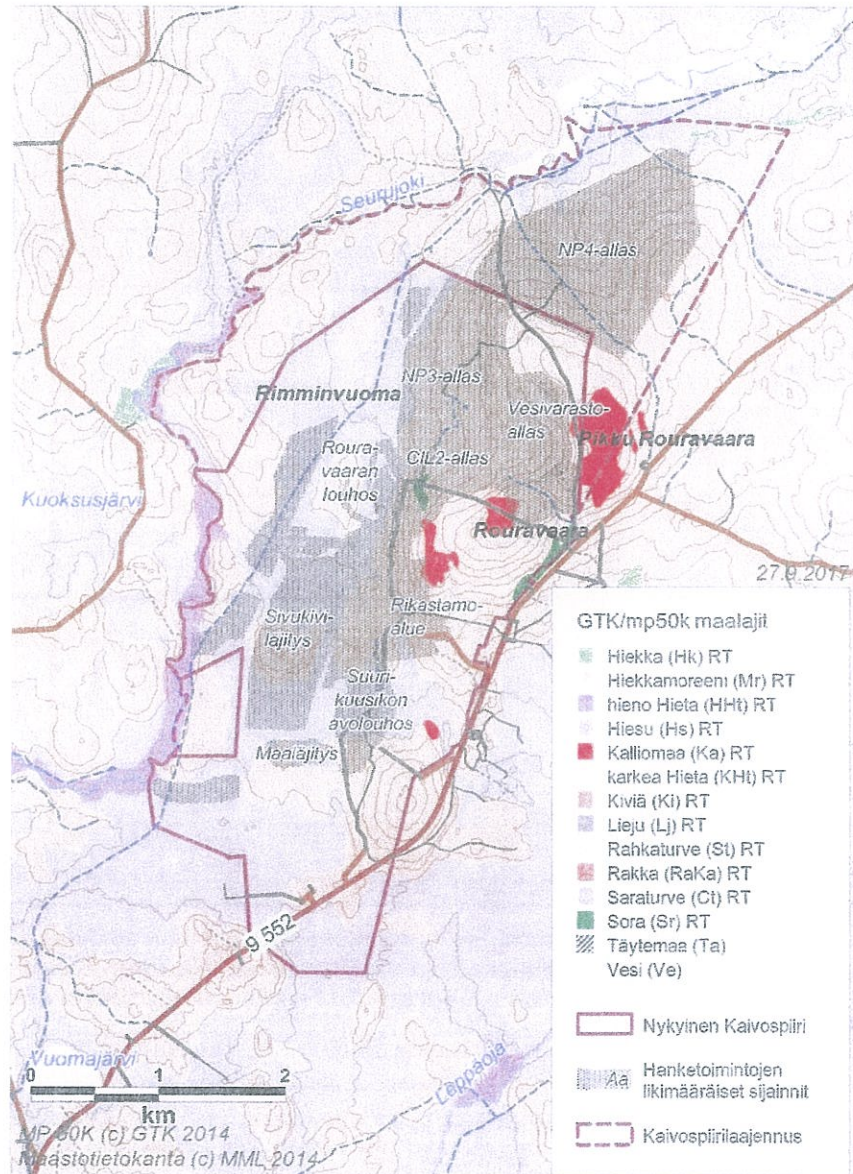 Seurujoki
NP4-allas
Rimminvuoma
NP3-allas
Vesivarasto-
allas
Pikku Rouravaara
Roura-
vaaran
louhos
CIL2-allas
Kuoksusjärvi
Rouravaara
27.9.2017
Sivukivi-
läjitys
Rikastamo-
alue
Suuri-
kuusikon
avolouhos
Maaläjitys
9 552
Vuomajärvi
Leppäoja
0 1 2
km
MP 50K (c) GTK 2014
Maastotietokanta (c) MML 2014
GTK/mp50k maalajit
Hiekka (Hk) RT
Hiekkamoreeni (Mr) RT
hieno Hieta (HHt) RT
Hiesu (Hs) RT
Kalliomaa (Ka) RT
karkea Hieta (KHt) RT
Kiviä (Ki) RT
Lieju (Lj) RT
Rahkaturve (St) RT
Rakka (RaKa) RT
Saraturve (Ct) RT
Sora (Sr) RT
Täytemaa (Ta)
Vesi (Ve)
Nykyinen Kaivospiiri
Aa Hanketoimintojen
likimääräiset sijainnit
Kaivospiirilaajennus